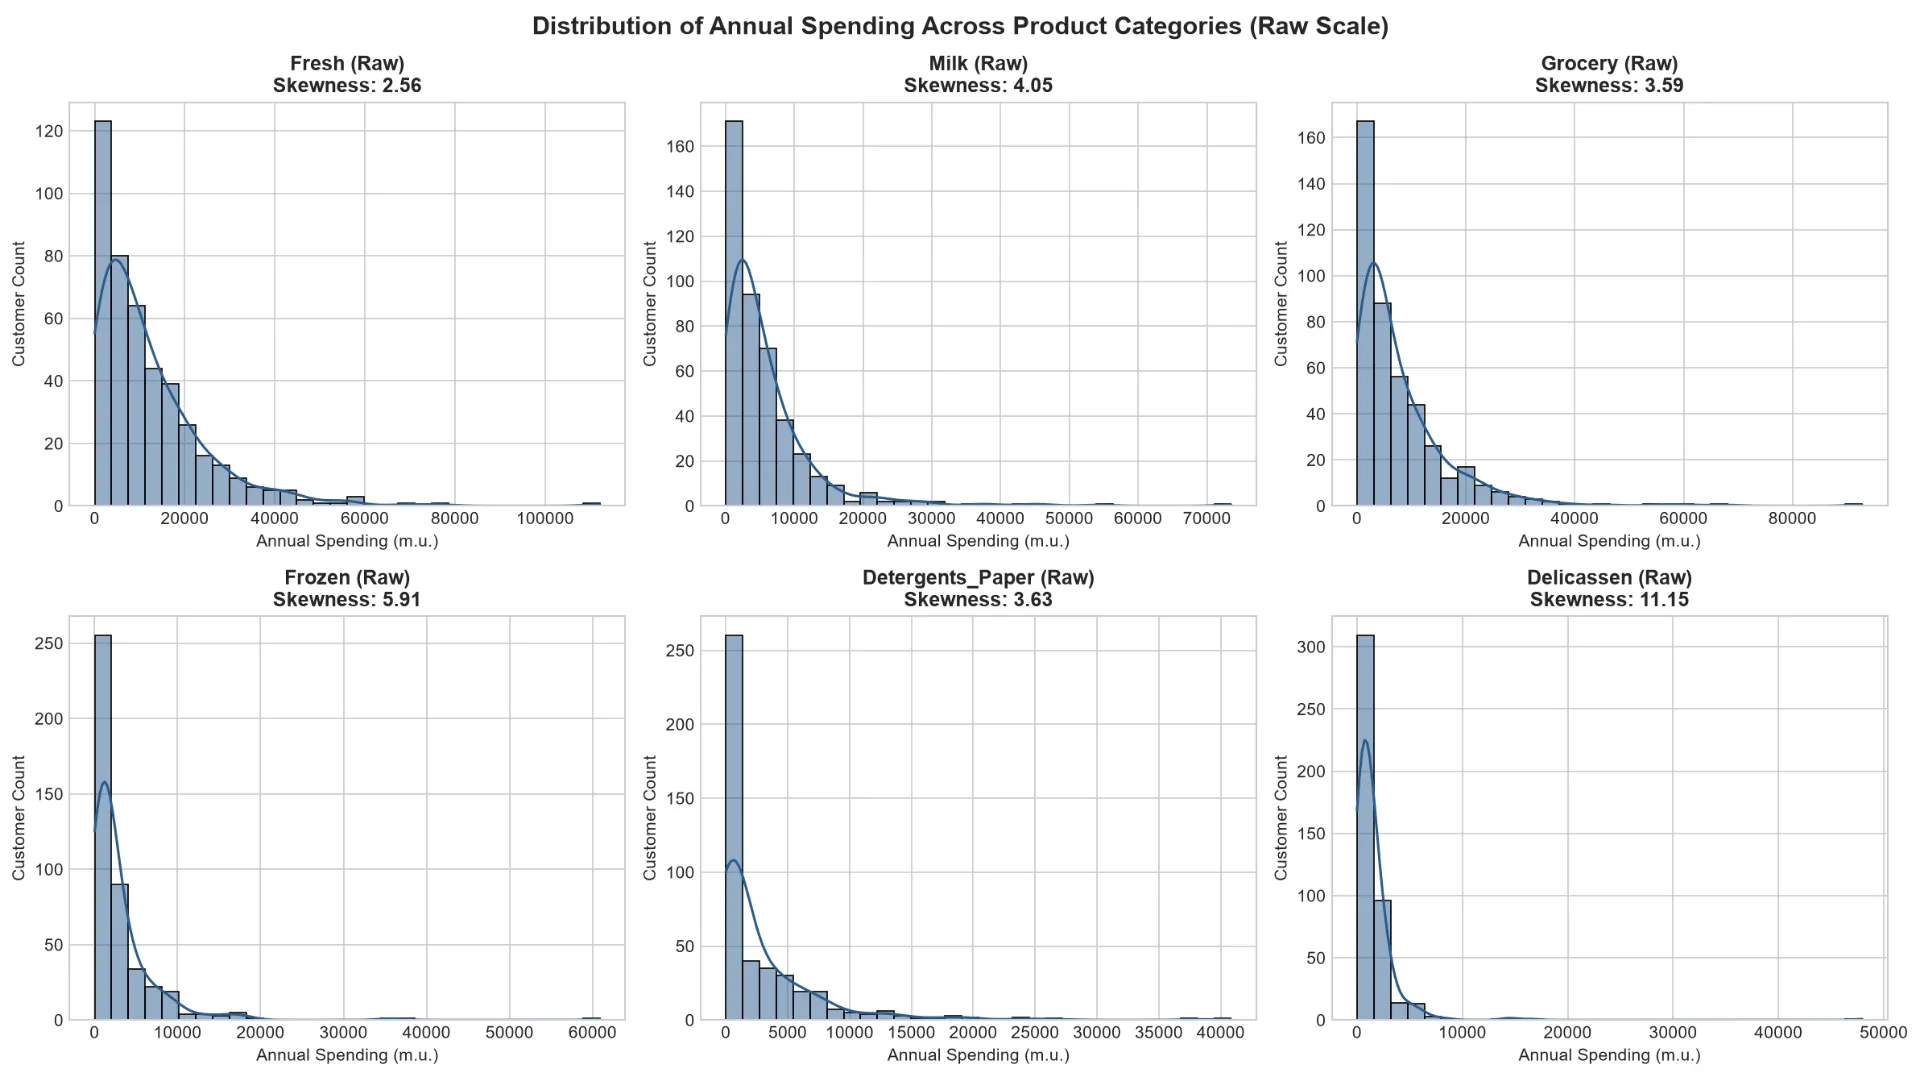 Distribution of Annual Spending Across Product Categories (Raw Scale)
Fresh (Raw)
Skewness: 2.56
120
100
80
60
40
20
0
Customer Count
0 20000 40000 60000 80000 100000
Annual Spending (m.u.)
Milk (Raw)
Skewness: 4.05
160
140
120
100
80
60
40
20
0
Customer Count
0 10000 20000 30000 40000 50000 60000 70000
Annual Spending (m.u.)
Grocery (Raw)
Skewness: 3.59
160
140
120
100
80
60
40
20
0
Customer Count
0 20000 40000 60000 80000
Annual Spending (m.u.)
Frozen (Raw)
Skewness: 5.91
250
200
150
100
50
0
Customer Count
0 10000 20000 30000 40000 50000 60000
Annual Spending (m.u.)
Detergents_Paper (Raw)
Skewness: 3.63
250
200
150
100
50
0
Customer Count
0 5000 10000 15000 20000 25000 30000 35000 40000
Annual Spending (m.u.)
Delicassen (Raw)
Skewness: 11.15
300
250
200
150
100
50
0
Customer Count
0 10000 20000 30000 40000 50000
Annual Spending (m.u.)